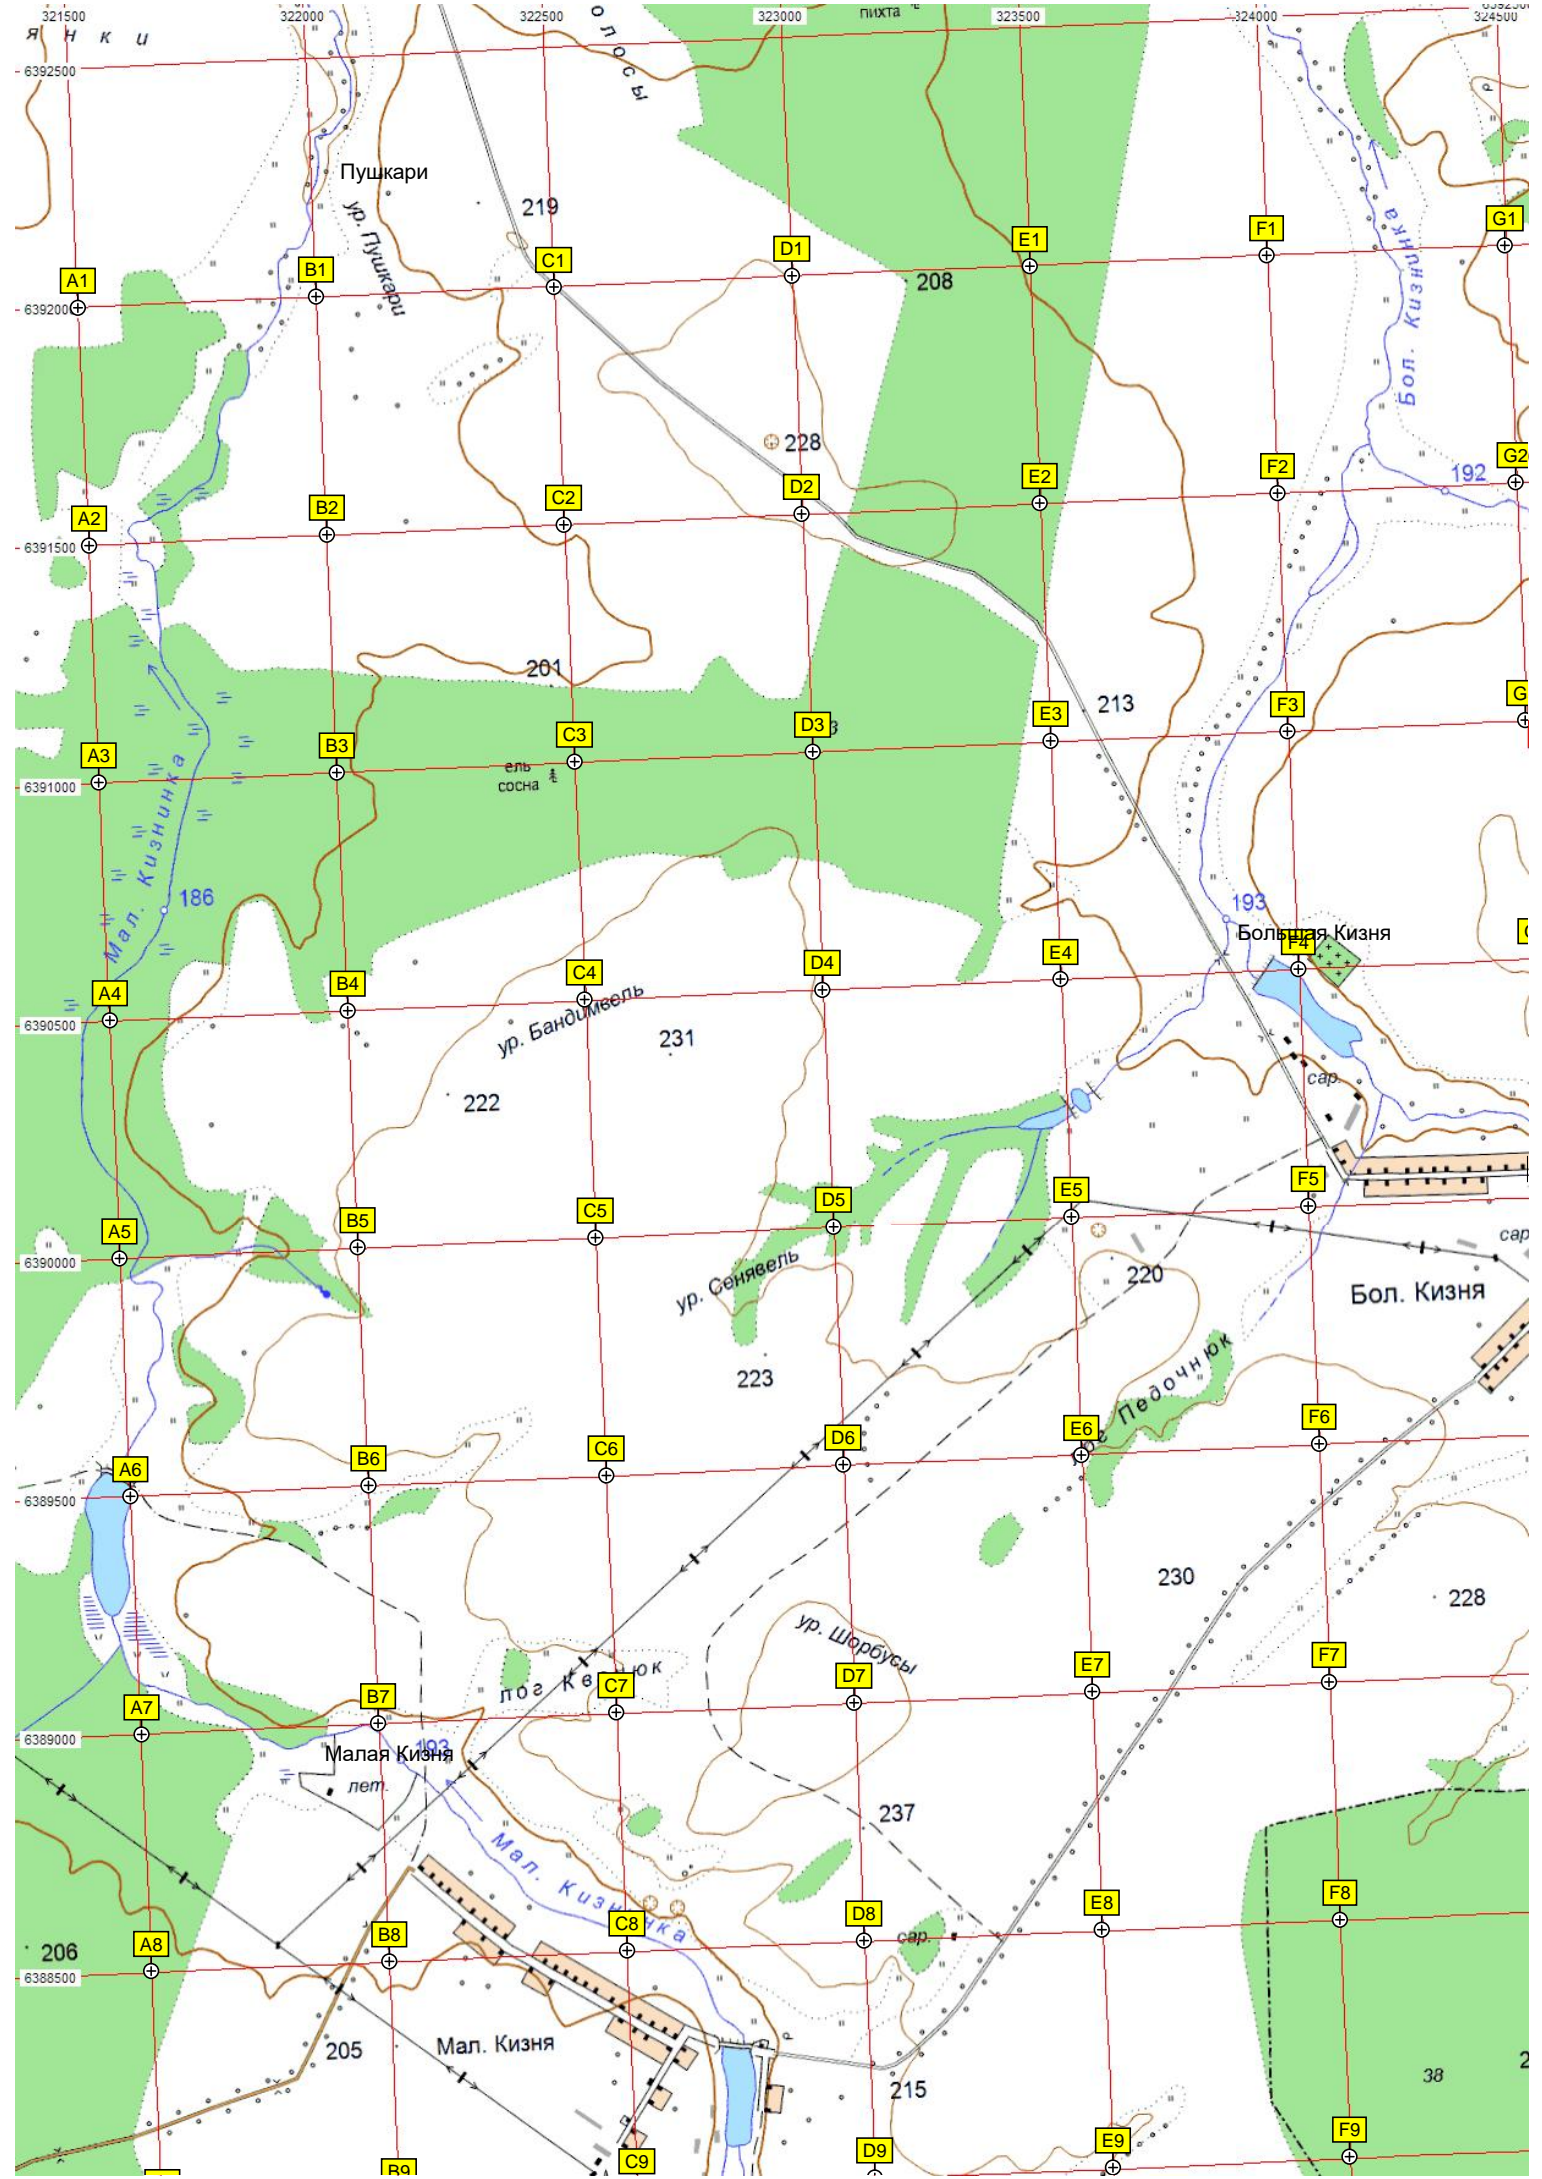 321500 322000 322500 323000 323500 324000 324500
янки
олосы
пихта
6392500
Пушкари
ур. Пушкари
219
208
Бол. Кизнинка
A1 B1 C1 D1 E1 F1 G1
6392000
228
192
A2 B2 C2 D2 E2 F2
6391500
201
213
A3 B3 C3 D3 E3 F3
ель
сосна
6391000
Мал. Кизнинка
186
193
Большая Кизня
A4 B4 C4 D4 E4 F4
6390500
ур. Бандимвель
231
222
сар.
A5 B5 C5 D5 E5 F5
6390000
ур. Сенявель
220
сар
Бол. Кизня
223
Педочнюк
A6 B6 C6 D6 E6 F6
6389500
230
228
ур. Шорбусы
лог
A7 B7 C7 D7 E7 F7
6389000
Малая Кизня
193
лет.
237
Мал. Кизнинка
A8 B8 C8 D8 E8 F8
сар.
206
6388500
205
Мал. Кизня
215
38
B9 C9 D9 E9 F9